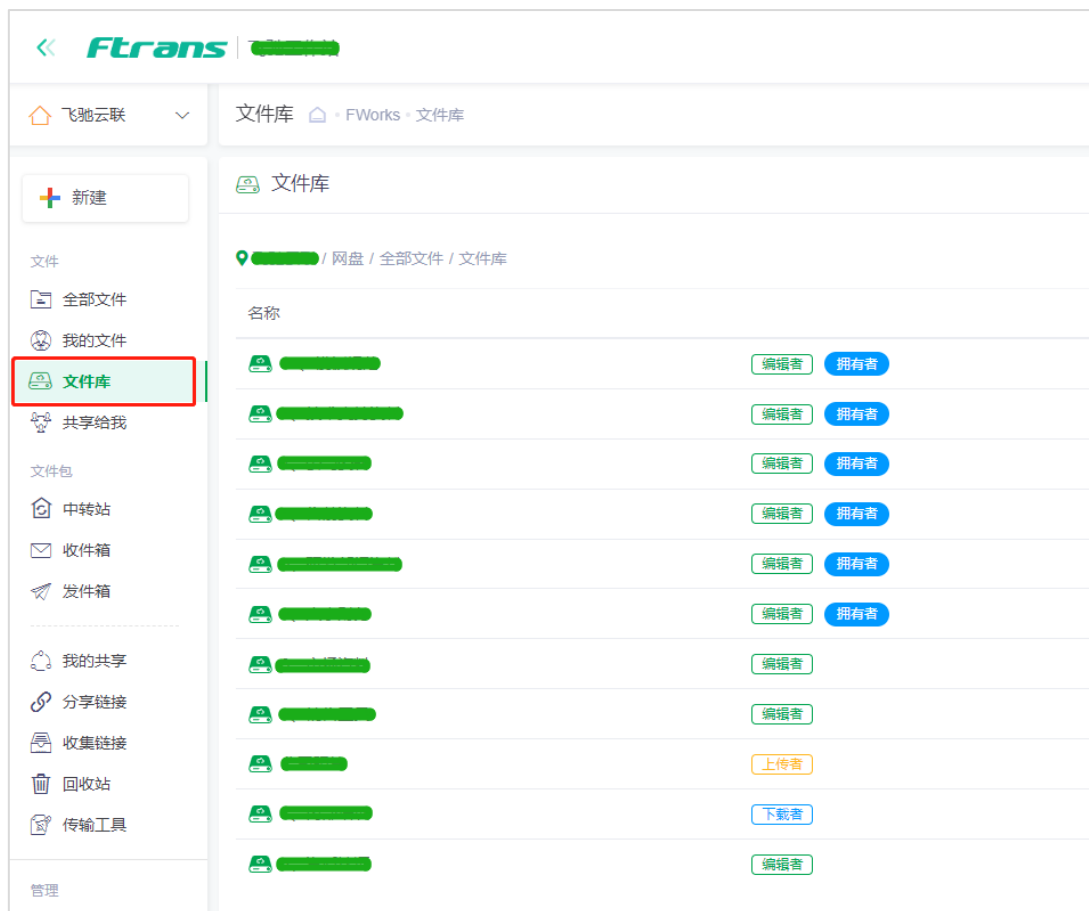 Ftrans
飞驰云联
文件库 FWorks 文件库
新建
文件库
/ 网盘 / 全部文件 / 文件库
文件
名称
全部文件
我的文件
文件库
共享给我
文件包
中转站
收件箱
发件箱
我的共享
分享链接
收集链接
回收站
传输工具
管理
编辑者 拥有者
编辑者 拥有者
编辑者 拥有者
编辑者 拥有者
编辑者 拥有者
编辑者 拥有者
编辑者
编辑者
上传者
下载者
编辑者